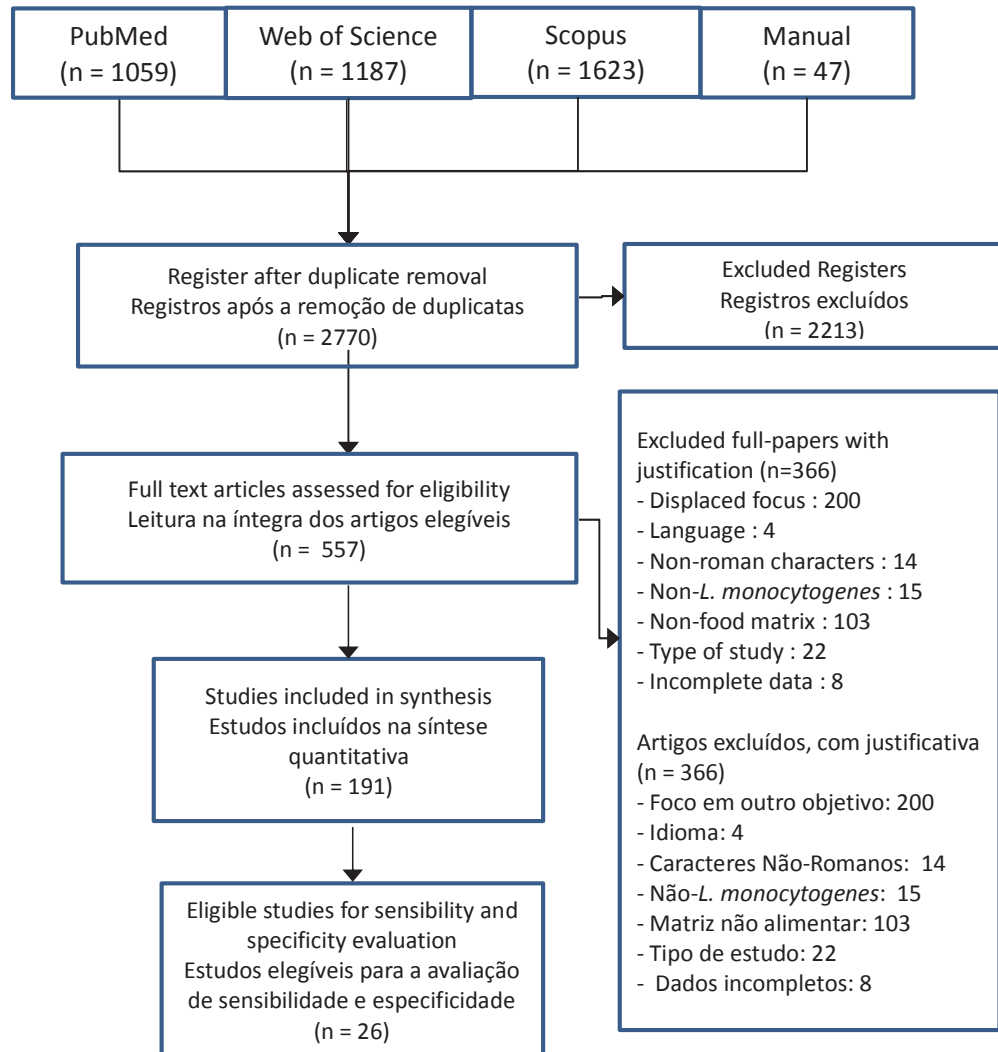 PubMed
(n = 1059)
Web of Science
(n = 1187)
Scopus
(n = 1623)
Manual
(n = 47)
Register after duplicate removal
Registros após a remoção de duplicatas
(n = 2770)
Excluded Registers
Registros excluídos
(n = 2213)
Full text articles assessed for eligibility
Leitura na íntegra dos artigos elegíveis
(n =  557)
Excluded full-papers with
justification (n=366)
- Displaced focus : 200
- Language : 4
- Non-roman characters : 14
- Non-L. monocytogenes : 15
- Non-food matrix : 103
- Type of study : 22
- Incomplete data : 8
Artigos excluídos, com justificativa
(n = 366)
- Foco em outro objetivo: 200
- Idioma: 4
- Caracteres Não-Romanos:  14
- Não-L. monocytogenes:  15
- Matriz não alimentar: 103
- Tipo de estudo: 22
-  Dados incompletos: 8
Studies included in synthesis
Estudos incluídos na síntese
quantitativa
(n = 191)
Eligible studies for sensibility and
specificity evaluation
Estudos elegíveis para a avaliação
de sensibilidade e especificidade
(n = 26)